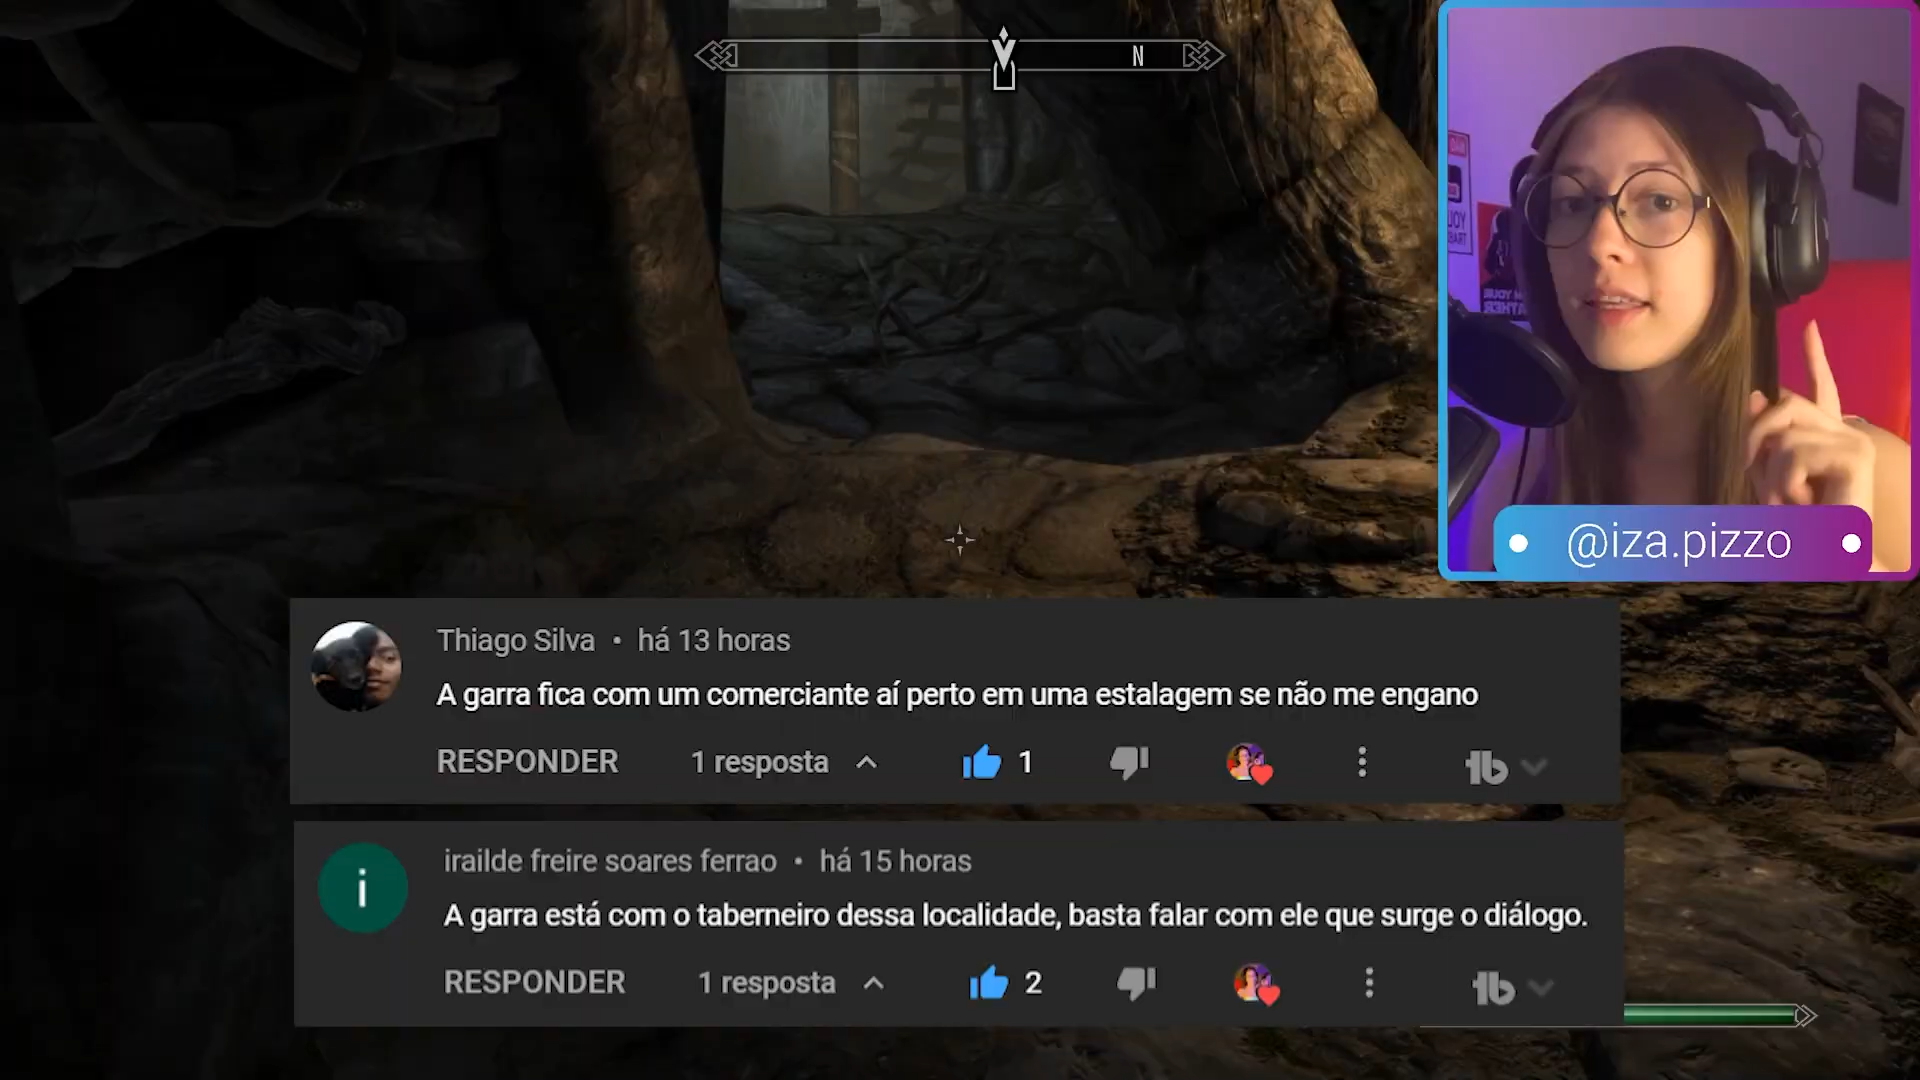 N
@iza.pizzo
Thiago Silva • há 13 horas
A garra fica com um comerciante aí perto em uma estalagem se não me engano
RESPONDER 1 resposta 1
i
irailde freire soares ferrao • há 15 horas
A garra está com o taberneiro dessa localidade, basta falar com ele que surge o diálogo.
RESPONDER 1 resposta 2